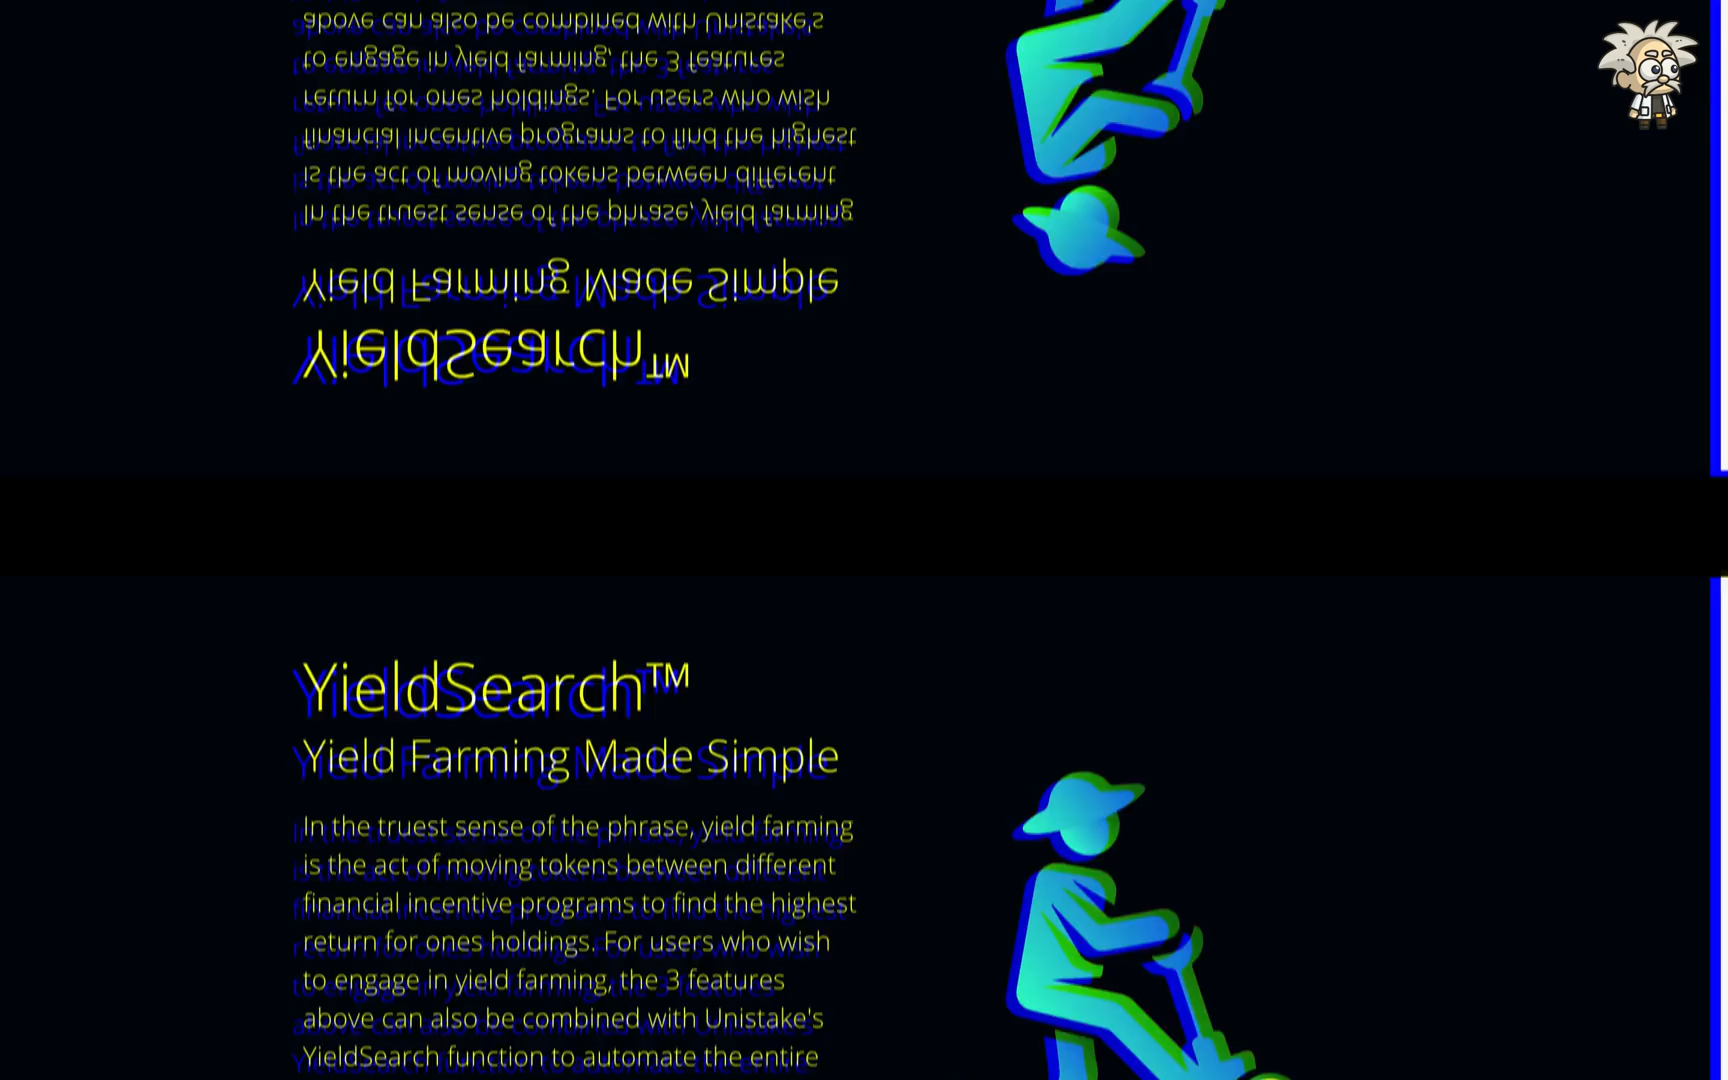 above can also be combined with Unistake's
to engage in yield farming, the 3 features
return for ones holdings. For users who wish
financial incentive programs to find the highest
is the act of moving tokens between different
In the truest sense of the phrase, yield farming
Yield Farming Made Simple
YieldSearch™
YieldSearch™
Yield Farming Made Simple
In the truest sense of the phrase, yield farming
is the act of moving tokens between different
financial incentive programs to find the highest
return for ones holdings. For users who wish
to engage in yield farming, the 3 features
above can also be combined with Unistake's
YieldSearch function to automate the entire